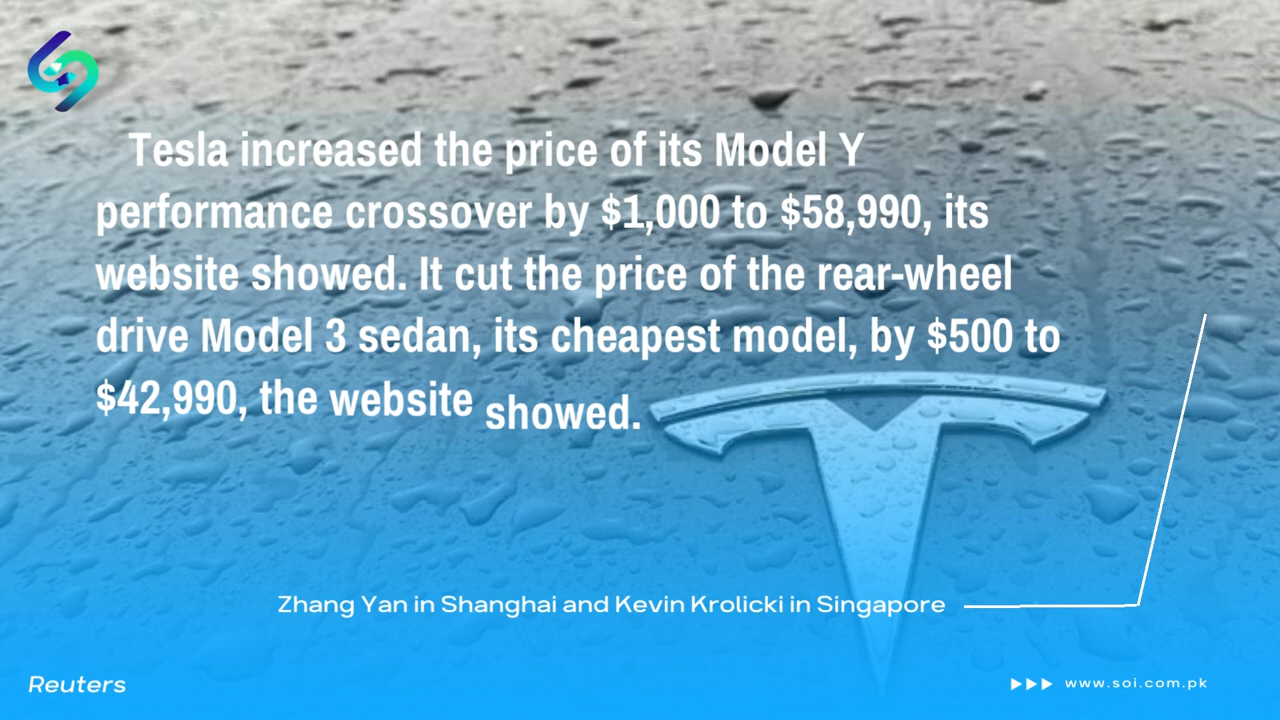 Tesla increased the price of its Model Y
performance crossover by $1,000 to $58,990, its
website showed. It cut the price of the rear-wheel
drive Model 3 sedan, its cheapest model, by $500 to
$42,990, the website showed.
Zhang Yan in Shanghai and Kevin Krolicki in Singapore
Reuters
www.soi.com.pk